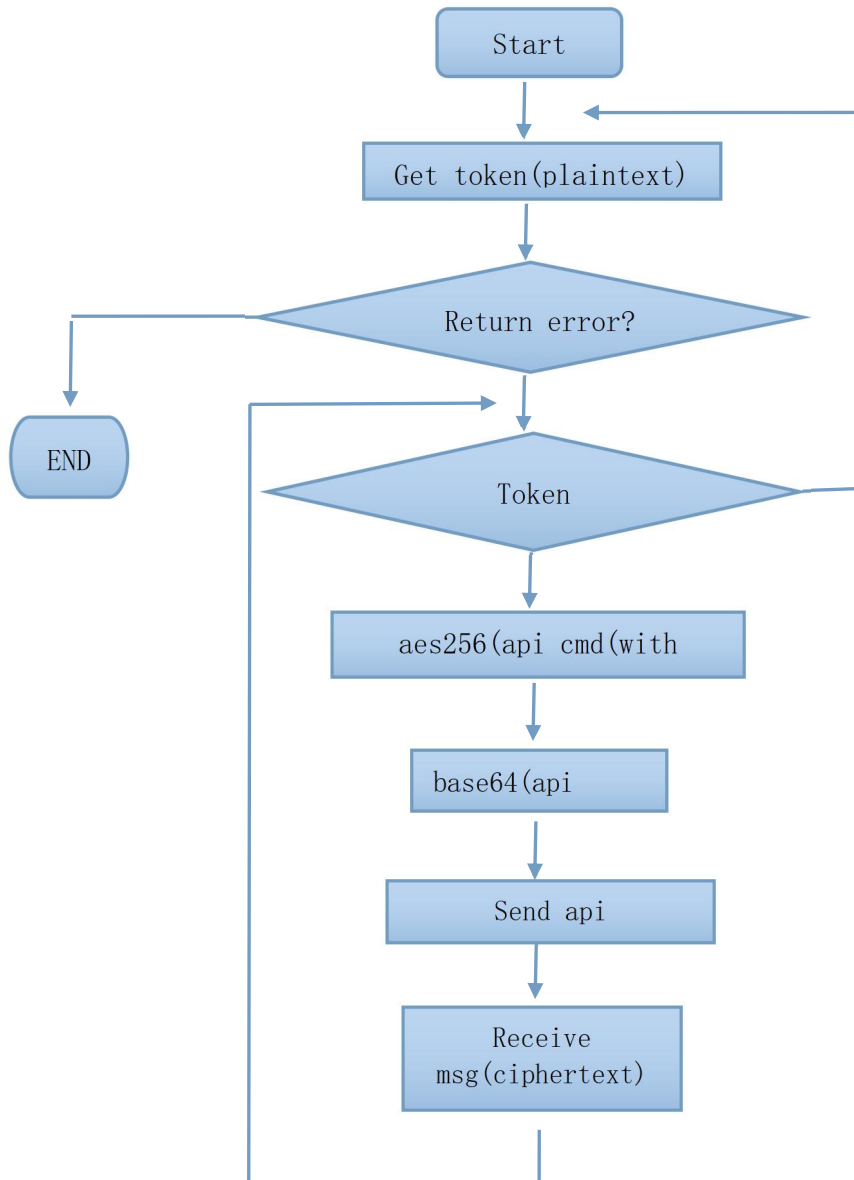 Start
Get token(plaintext)
Return error?
END
Token
aes256(api cmd(with
base64(api
Send api
Receive
msg(ciphertext)